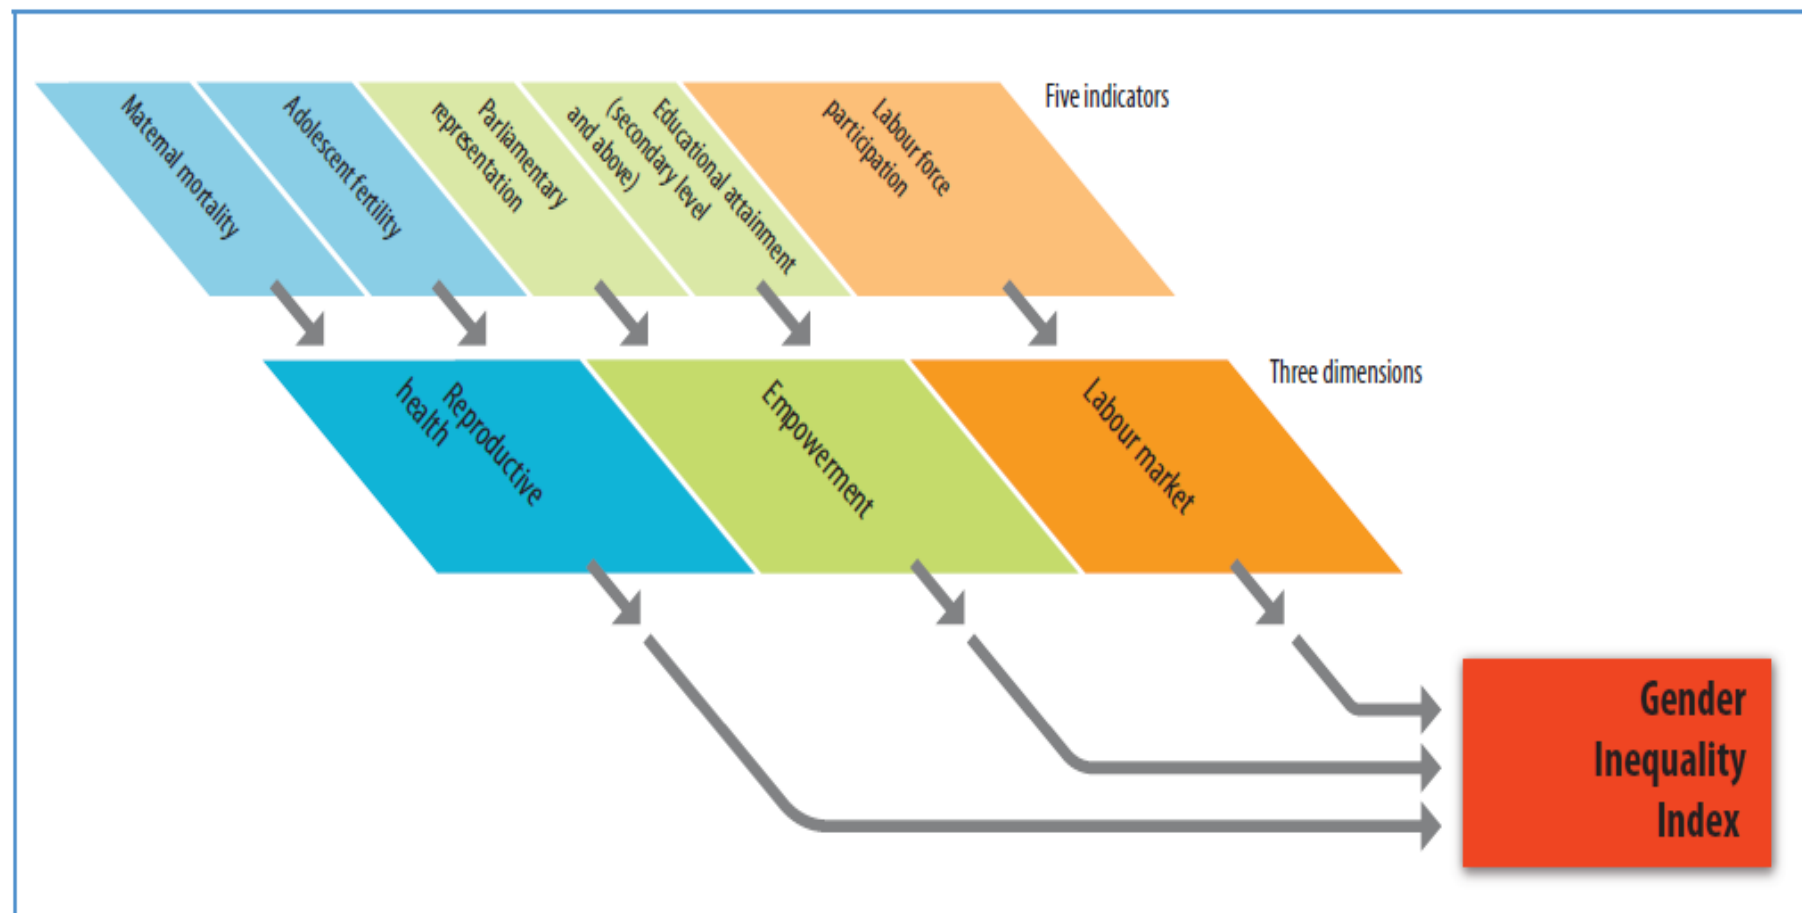 Maternal mortality
Adolescent fertility
Parliamentary
representation
Educational attainment
(secondary level
and above)
Labour force
participation
Five indicators
Reproductive
health
Empowerment
Labour market
Three dimensions
Gender
Inequality
Index